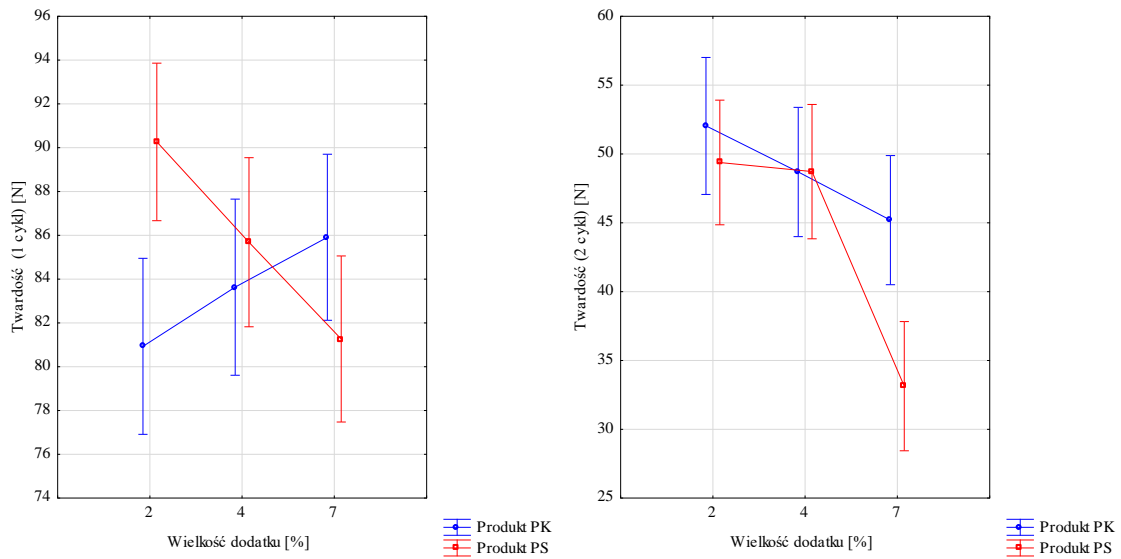 96
94
92
90
88
86
84
82
80
78
76
74
Twardość (1 cykl) [N]
2 4 7
Wielkość dodatku [%]
Produkt PK
Produkt PS
60
55
50
45
40
35
30
25
Twardość (2 cykl) [N]
2 4 7
Wielkość dodatku [%]
Produkt PK
Produkt PS